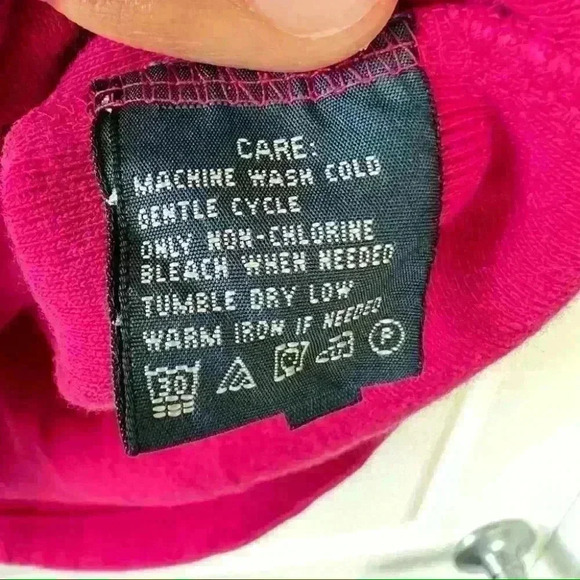 CARE:
MACHINE WASH COLD
GENTLE CYCLE
ONLY NON-CHLORINE
BLEACH WHEN NEEDED
TUMBLE DRY LOW
WARM IRON IF NEEDED
30 P